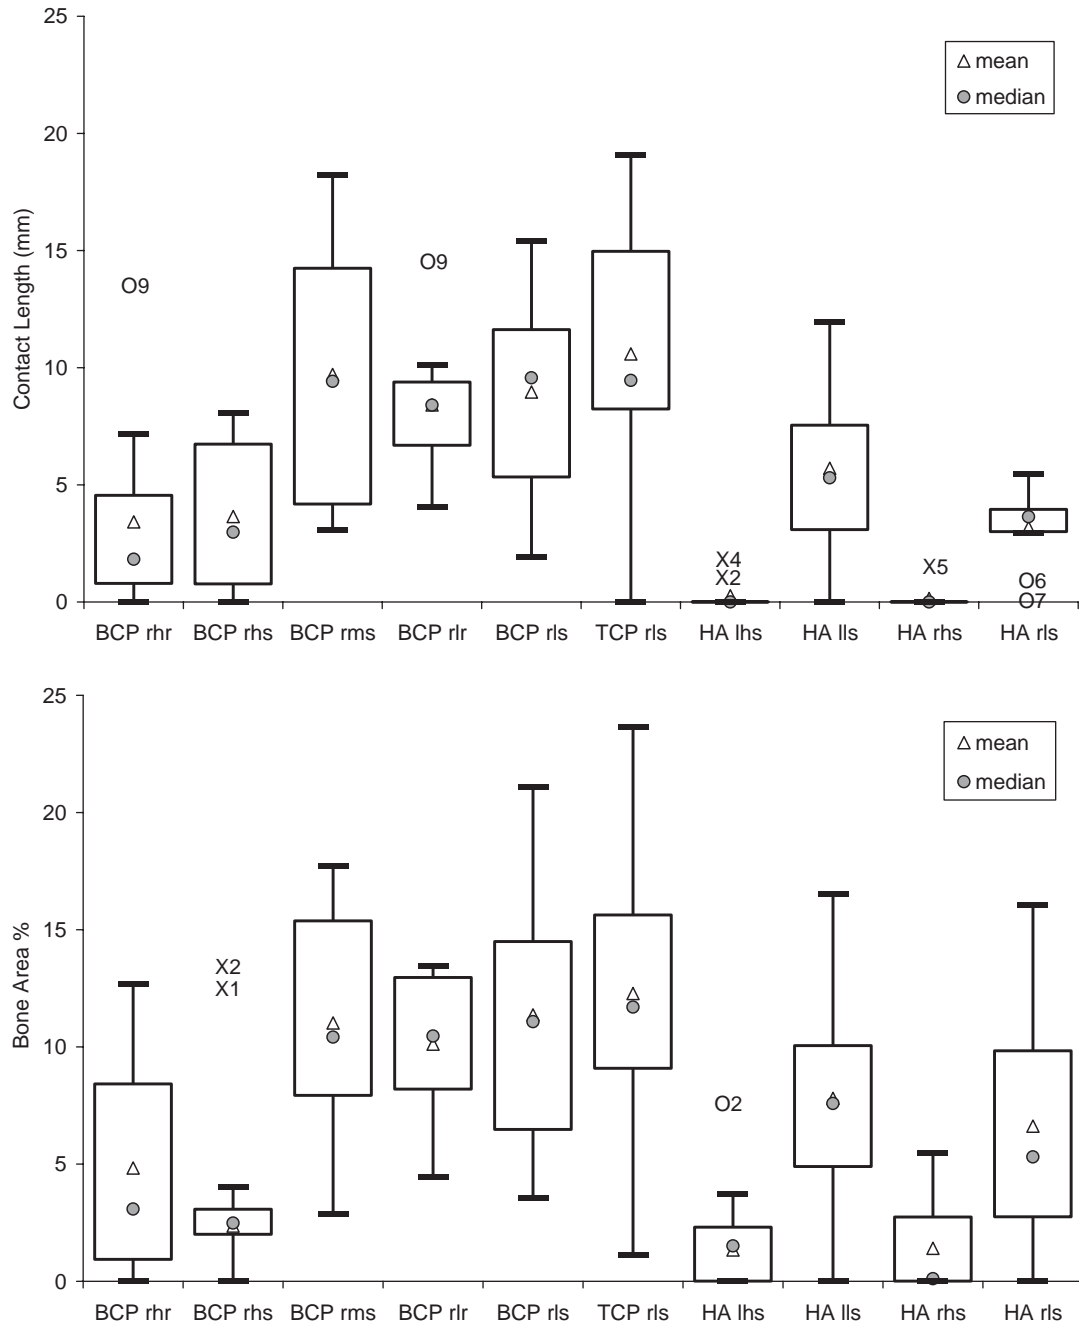 25
20
15
10
5
0
Contact Length (mm)
mean
median
O9
O9
X4
X2
X5
O6
O7
BCP rhr BCP rhs BCP rms BCP rlr BCP rls TCP rls HA lhs HA lls HA rhs HA rls
25
20
15
10
5
0
Bone Area %
mean
median
X2
X1
O2
BCP rhr BCP rhs BCP rms BCP rlr BCP rls TCP rls HA lhs HA lls HA rhs HA rls